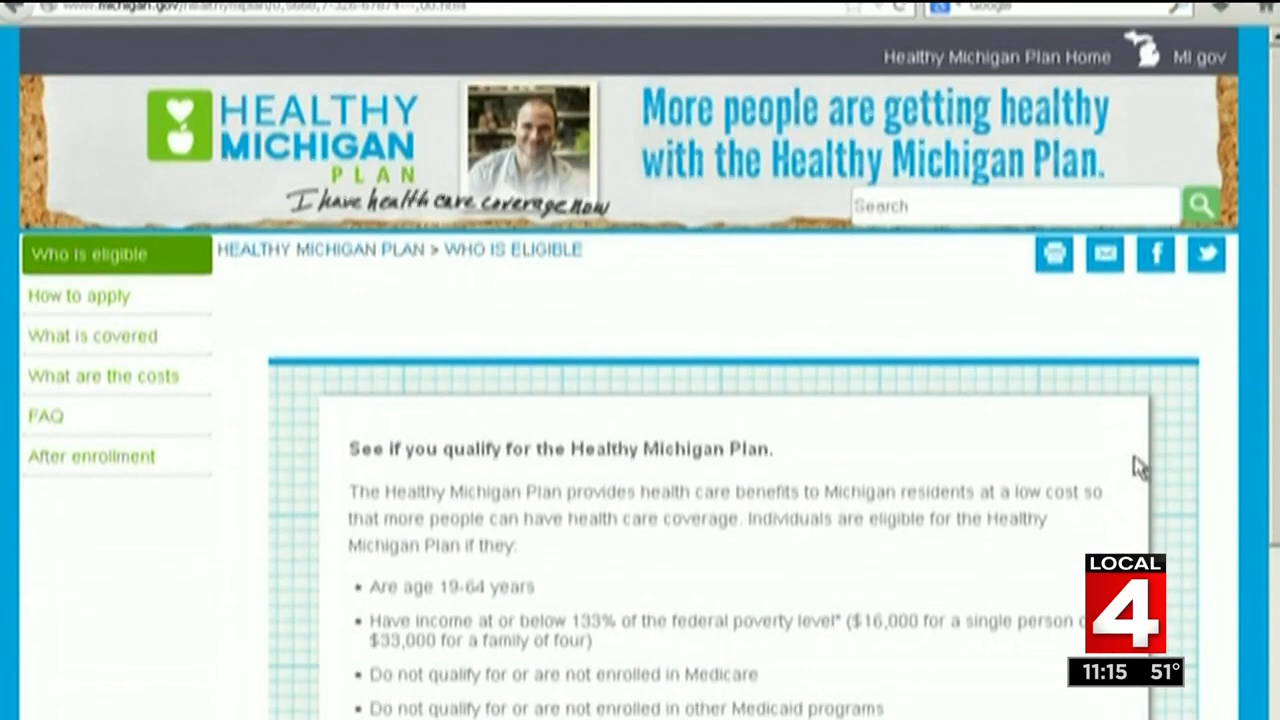 Healthy Michigan Plan Home
MI gov
HEALTHY
MICHIGAN
PLAN
I have health care coverage now
More people are getting healthy
with the Healthy Michigan Plan.
Search
Who is eligible
How to apply
What is covered
What are the costs
FAQ
After enrollment
HEALTHY MICHIGAN PLAN > WHO IS ELIGIBLE
f
See if you qualify for the Healthy Michigan Plan.
The Healthy Michigan Plan provides health care benefits to Michigan residents at a low cost so
that more people can have health care coverage. Individuals are eligible for the Healthy
Michigan Plan if they:
• Are age 19-64 years
• Have income at or below 133% of the federal poverty level* ($16,000 for a single person
$33,000 for a family of four)
• Do not qualify for or are not enrolled in Medicare
• Do not qualify for or are not enrolled in other Medicaid programs
LOCAL
4
11:15 51°